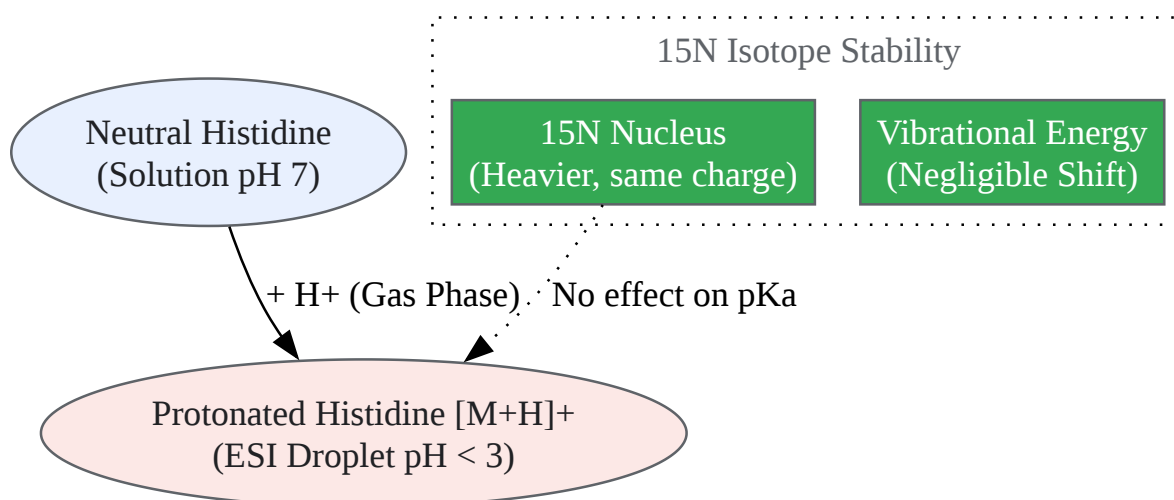 15N Isotope Stability
Neutral Histidine
(Solution pH 7)
15N Nucleus
(Heavier, same charge)
Vibrational Energy
(Negligible Shift)
+ H+ (Gas Phase)
No effect on pKa
Protonated Histidine [M+H]+
(ESI Droplet pH < 3)